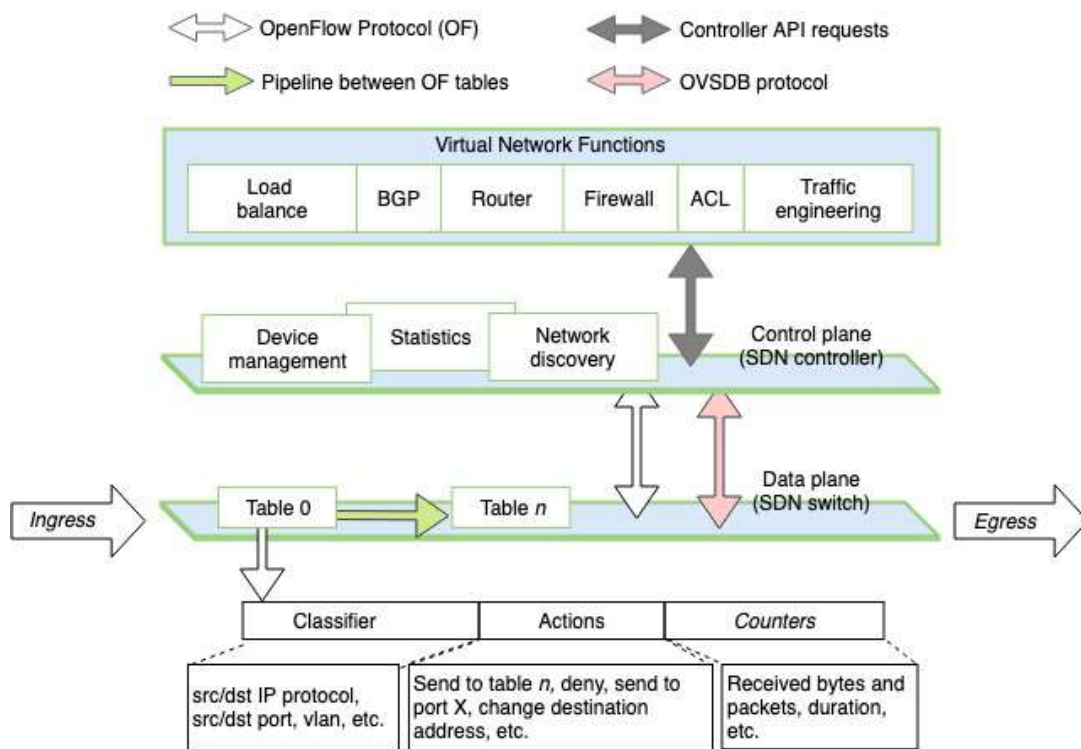 OpenFlow Protocol (OF)
Controller API requests
Pipeline between OF tables
OVSDB protocol
Virtual Network Functions
Load
balance
BGP
Router
Firewall
ACL
Traffic
engineering
Device
management
Statistics
Network
discovery
Control plane
(SDN controller)
Data plane
(SDN switch)
Ingress
Table 0
Table n
Egress
Classifier
Actions
Counters
src/dst IP protocol,
src/dst port, vlan, etc.
Send to table n, deny, send to
port X, change destination
address, etc.
Received bytes and
packets, duration,
etc.